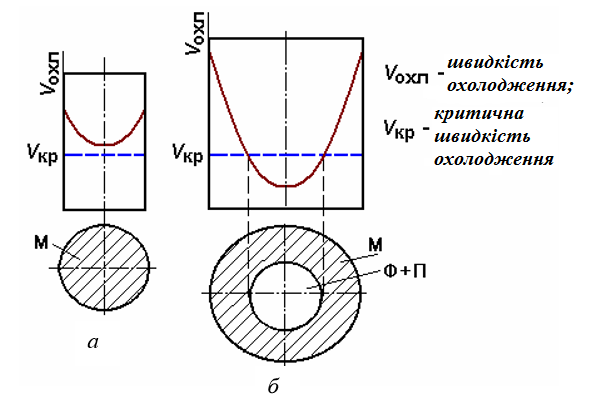 Vохл
Vохл
Vохл - швидкість
охолодження;
Vкр
Vкр
Vкр - критична
швидкість
охолодження
М
М
Ф+П
а
б